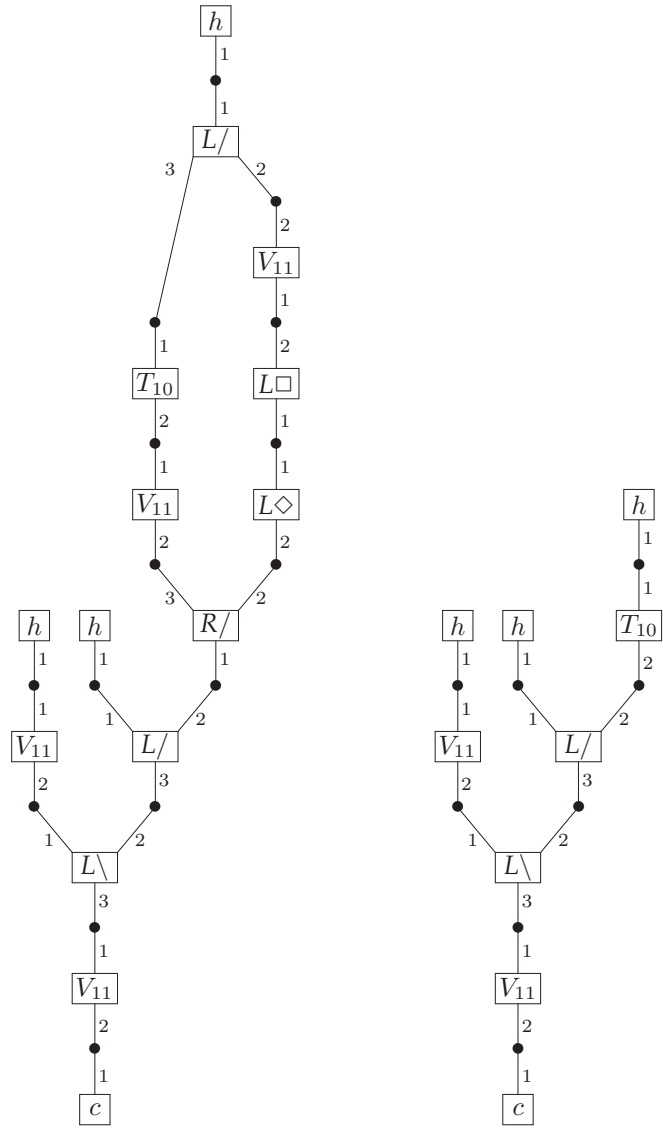 h
1
1
L/
3 2
2
V₁₁
1 1
2
T₁₀ L□
2 1
1 1
V₁₁ L◇ h
2 2 1
3 2 1
h h R/ h h T₁₀
1 1 1 1 1 2
1 1 2 1 1 2
V₁₁ L/ V₁₁ L/
2 3 2 3
1 2 1 2
L\ L\
3 3
1 1
V₁₁ V₁₁
2 2
1 1
c c